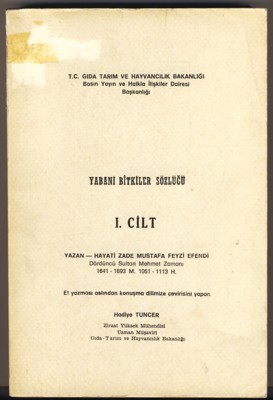 T.C. GIDA TARIM VE HAYVANCILIK BAKANLIĞI
Basın Yayın ve Halkla İlişkiler Dairesi
Başkanlığı
YABANI BİTKİLER SÖZLÜĞÜ
I. CİLT
YAZAN — HAYATİ ZADE MUSTAFA FEYZİ EFENDİ
Dördüncü Sultan Mehmet Zamanı
1641 - 1693 M. 1051 - 1113 H.
El yazması aslından konuşma dilimize çevirisini yapan.
Hadiye TUNCER
Ziraat Yüksek Mühendisi
Uzman Müşaviri
Gıda - Tarım ve Hayvancılık Bakanlığı